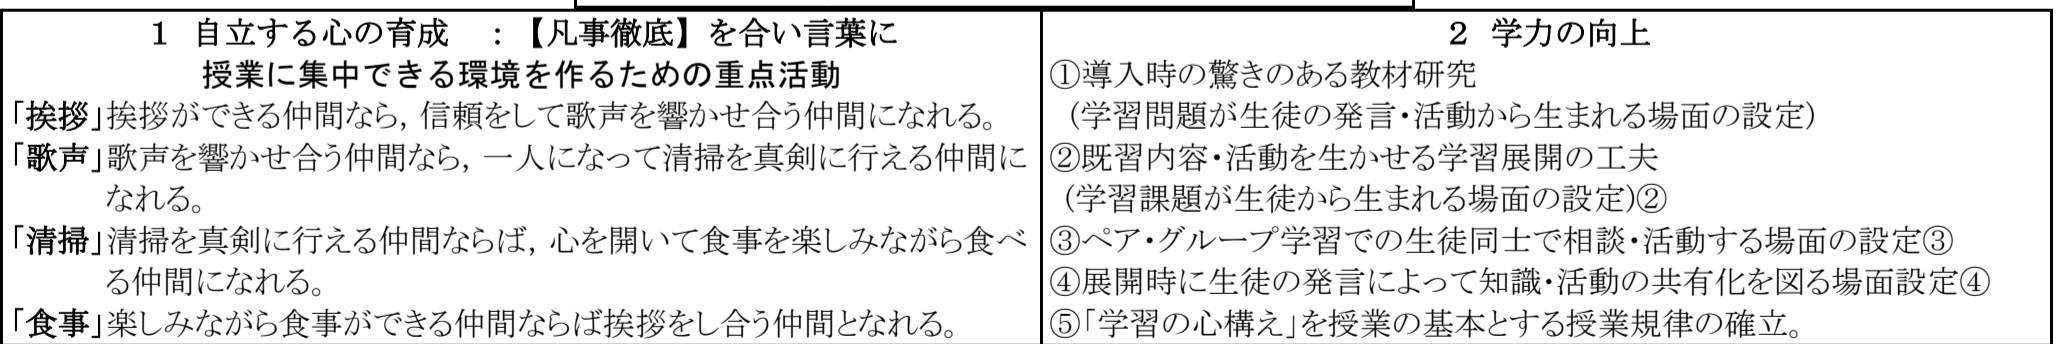 1 自立する心の育成 :【凡事徹底】を合い言葉に
授業に集中できる環境を作るための重点活動
「挨拶」挨拶ができる仲間なら，信頼をして歌声を響かせ合う仲間になれる。
「歌声」歌声を響かせ合う仲間なら，一人になって清掃を真剣に行える仲間に
なれる。
「清掃」清掃を真剣に行える仲間ならば，心を開いて食事を楽しみながら食べ
る仲間になれる。
「食事」楽しみながら食事ができる仲間ならば挨拶をし合う仲間となれる。
2 学力の向上
①導入時の驚きのある教材研究
(学習問題が生徒の発言・活動から生まれる場面の設定)
②既習内容・活動を生かせる学習展開の工夫
(学習課題が生徒から生まれる場面の設定)②
③ペア・グループ学習での生徒同士で相談・活動する場面の設定③
④展開時に生徒の発言によって知識・活動の共有化を図る場面設定④
⑤「学習の心構え」を授業の基本とする授業規律の確立。